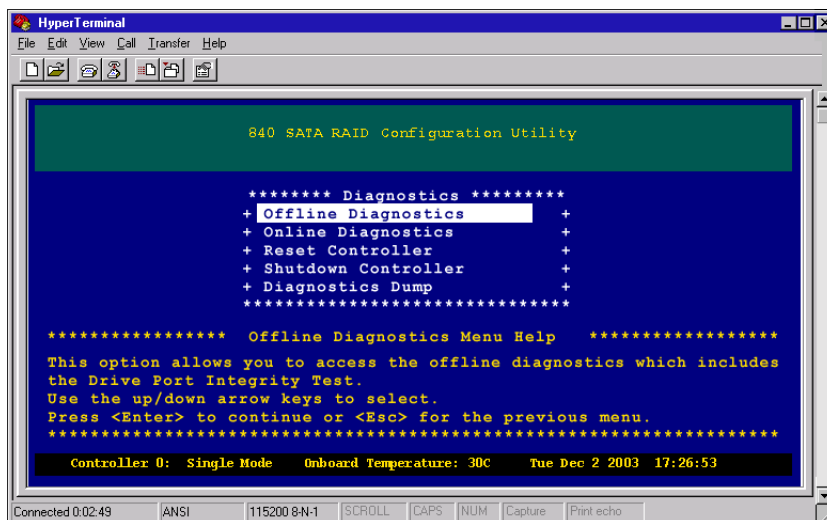 HyperTerminal
File Edit View Call Transfer Help
840 SATA RAID Configuration Utility
******** Diagnostics *********
+ Offline Diagnostics +
+ Online Diagnostics +
+ Reset Controller +
+ Shutdown Controller +
+ Diagnostics Dump +
*******************************
***************** Offline Diagnostics Menu Help ******************
This option allows you to access the offline diagnostics which includes
the Drive Port Integrity Test.
Use the up/down arrow keys to select.
Press <Enter> to continue or <Esc> for the previous menu.
*********************************************************************
Controller 0: Single Mode Onboard Temperature: 30C Tue Dec 2 2003 17:26:53
Connected 0:02:49 ANSI 115200 8-N-1 SCROLL CAPS NUM Capture Print echo